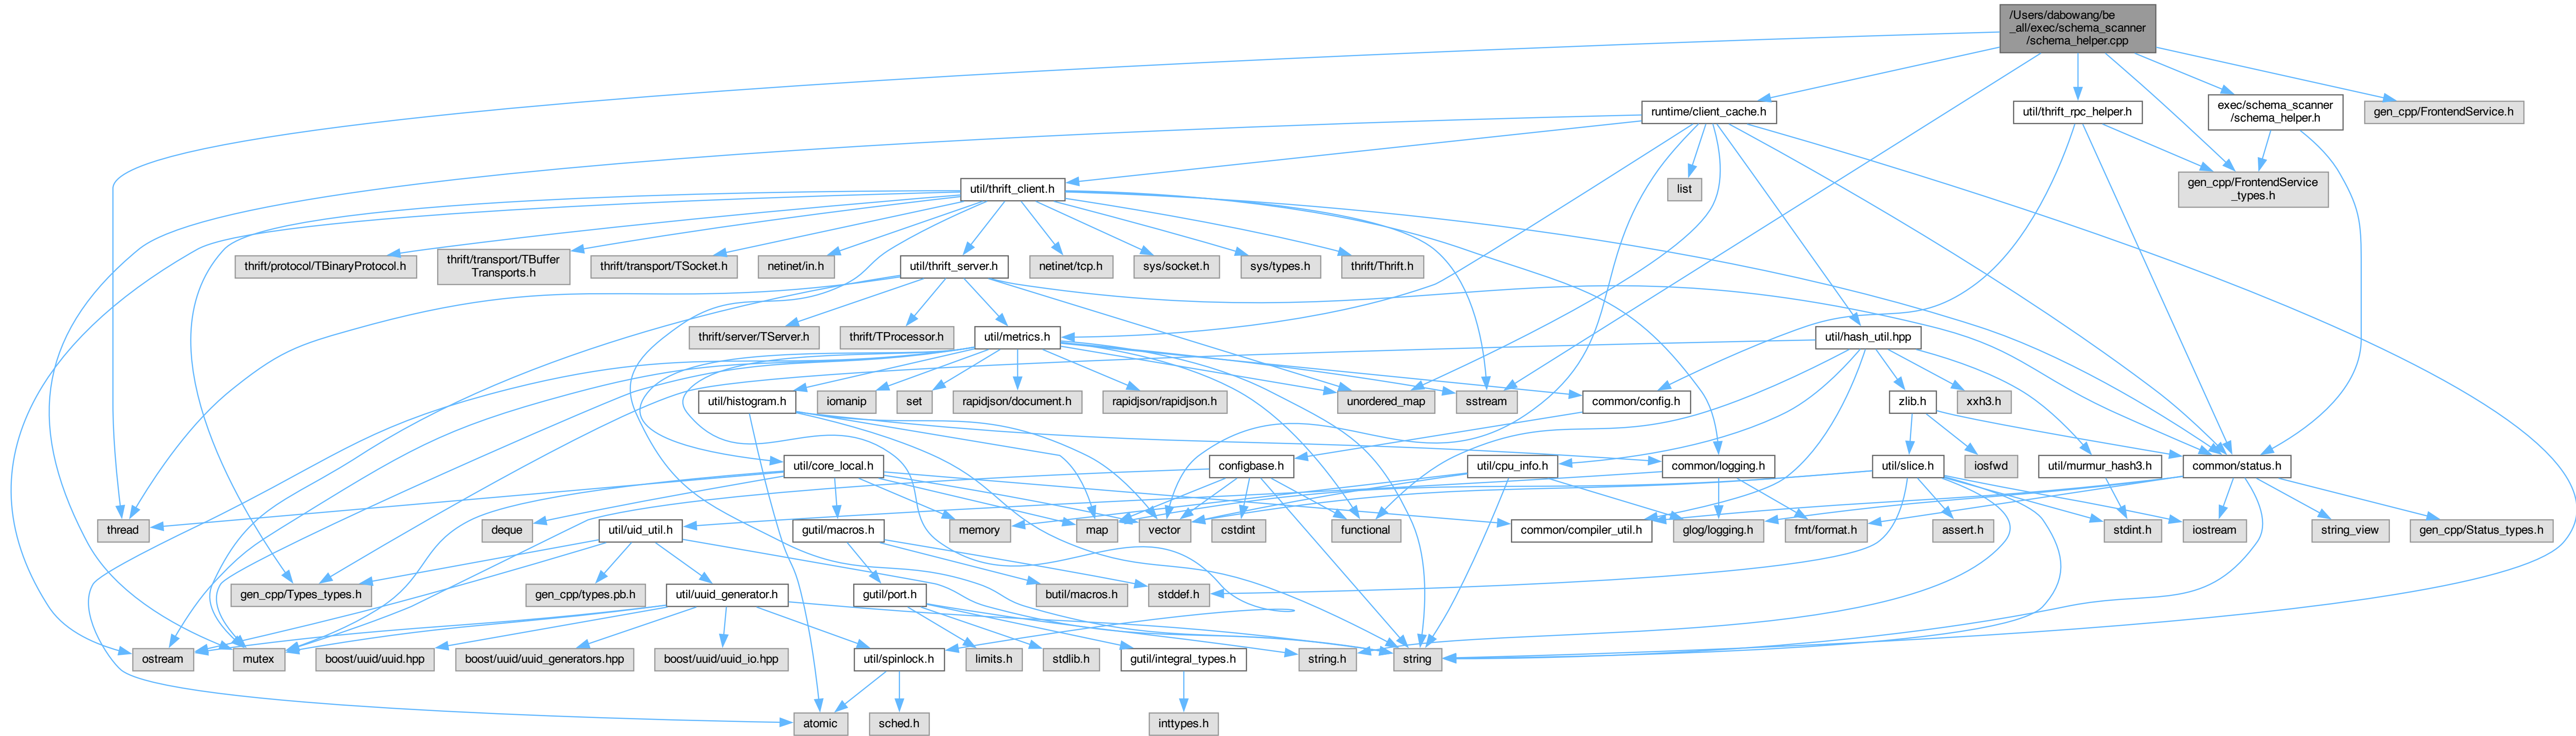 /Users/dabowang/be
_all/exec/schema_scanner
/schema_helper.cpp
runtime/client_cache.h
util/thrift_rpc_helper.h
exec/schema_scanner
/schema_helper.h
gen_cpp/FrontendService.h
util/thrift_client.h
list
gen_cpp/FrontendService
_types.h
thrift/protocol/TBinaryProtocol.h
thrift/transport/TBuffer
Transports.h
thrift/transport/TSocket.h
netinet/in.h
util/thrift_server.h
netinet/tcp.h
sys/socket.h
sys/types.h
thrift/Thrift.h
thrift/server/TServer.h
thrift/TProcessor.h
util/metrics.h
util/hash_util.hpp
util/histogram.h
iomanip
set
rapidjson/document.h
rapidjson/rapidjson.h
unordered_map
sstream
common/config.h
zlib.h
xxh3.h
util/core_local.h
configbase.h
util/cpu_info.h
common/logging.h
util/slice.h
iosfwd
util/murmur_hash3.h
common/status.h
thread
deque
util/uid_util.h
gutil/macros.h
memory
map
vector
cstdint
functional
common/compiler_util.h
glog/logging.h
fmt/format.h
assert.h
stdint.h
iostream
string_view
gen_cpp/Status_types.h
gen_cpp/Types_types.h
gen_cpp/types.pb.h
util/uuid_generator.h
gutil/port.h
butil/macros.h
stddef.h
ostream
mutex
boost/uuid/uuid.hpp
boost/uuid/uuid_generators.hpp
boost/uuid/uuid_io.hpp
util/spinlock.h
limits.h
stdlib.h
gutil/integral_types.h
string.h
string
atomic
sched.h
inttypes.h